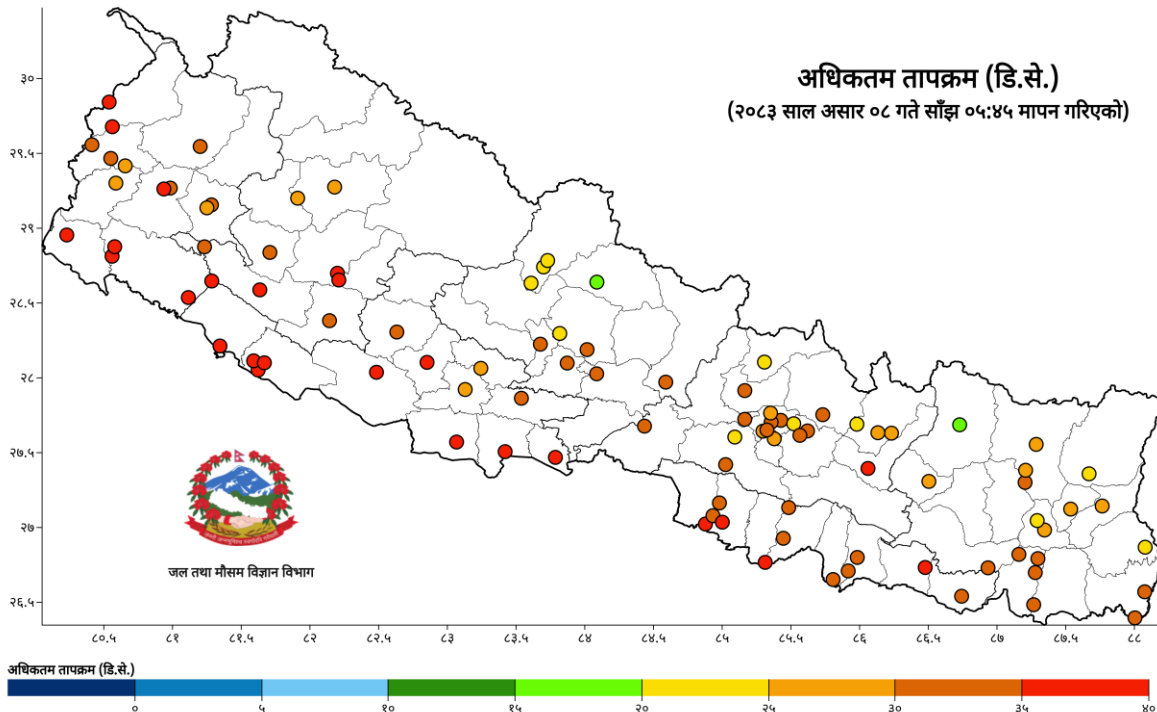 अधिकतम तापक्रम (डि.से.)
(२०८३ साल असार ०८ गते साँझ ०५:४५ मापन गरिएको)
३०
२९.५
२९
२८.५
२८
२७.५
२७
२६.५
जल तथा मौसम विज्ञान विभाग
८०.५ ८१ ८१.५ ८२ ८२.५ ८३ ८३.५ ८४ ८४.५ ८५ ८५.५ ८६ ८६.५ ८७ ८७.५ ८८
अधिकतम तापक्रम (डि.से.)
० ५ १० १५ २० २५ ३० ३५ ४०